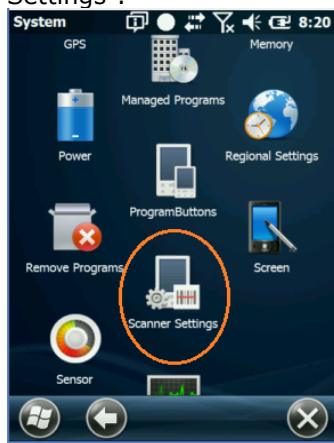 Settings".
System 8:20
GPS
Memory
Managed Programs
Power
Regional Settings
ProgramButtons
Remove Programs
Screen
Scanner Settings
Sensor